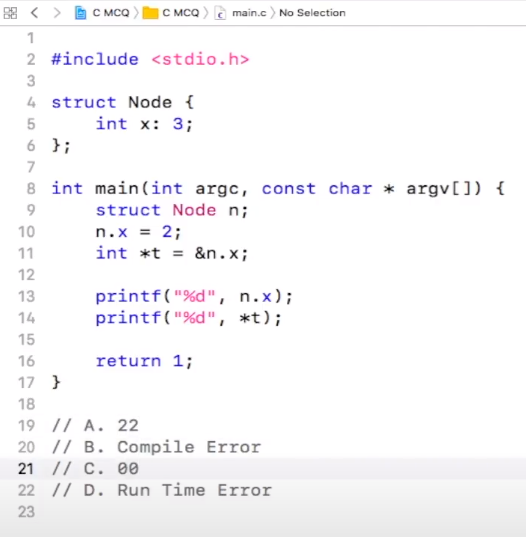 C MCQ C MCQ main.c No Selection
1
2 #include <stdio.h>
3
4 struct Node {
5     int x: 3;
6 };
7
8 int main(int argc, const char * argv[]) {
9     struct Node n;
10     n.x = 2;
11     int *t = &n.x;
12
13     printf("%d", n.x);
14     printf("%d", *t);
15
16     return 1;
17 }
18
19 // A. 22
20 // B. Compile Error
21 // C. 00
22 // D. Run Time Error
23